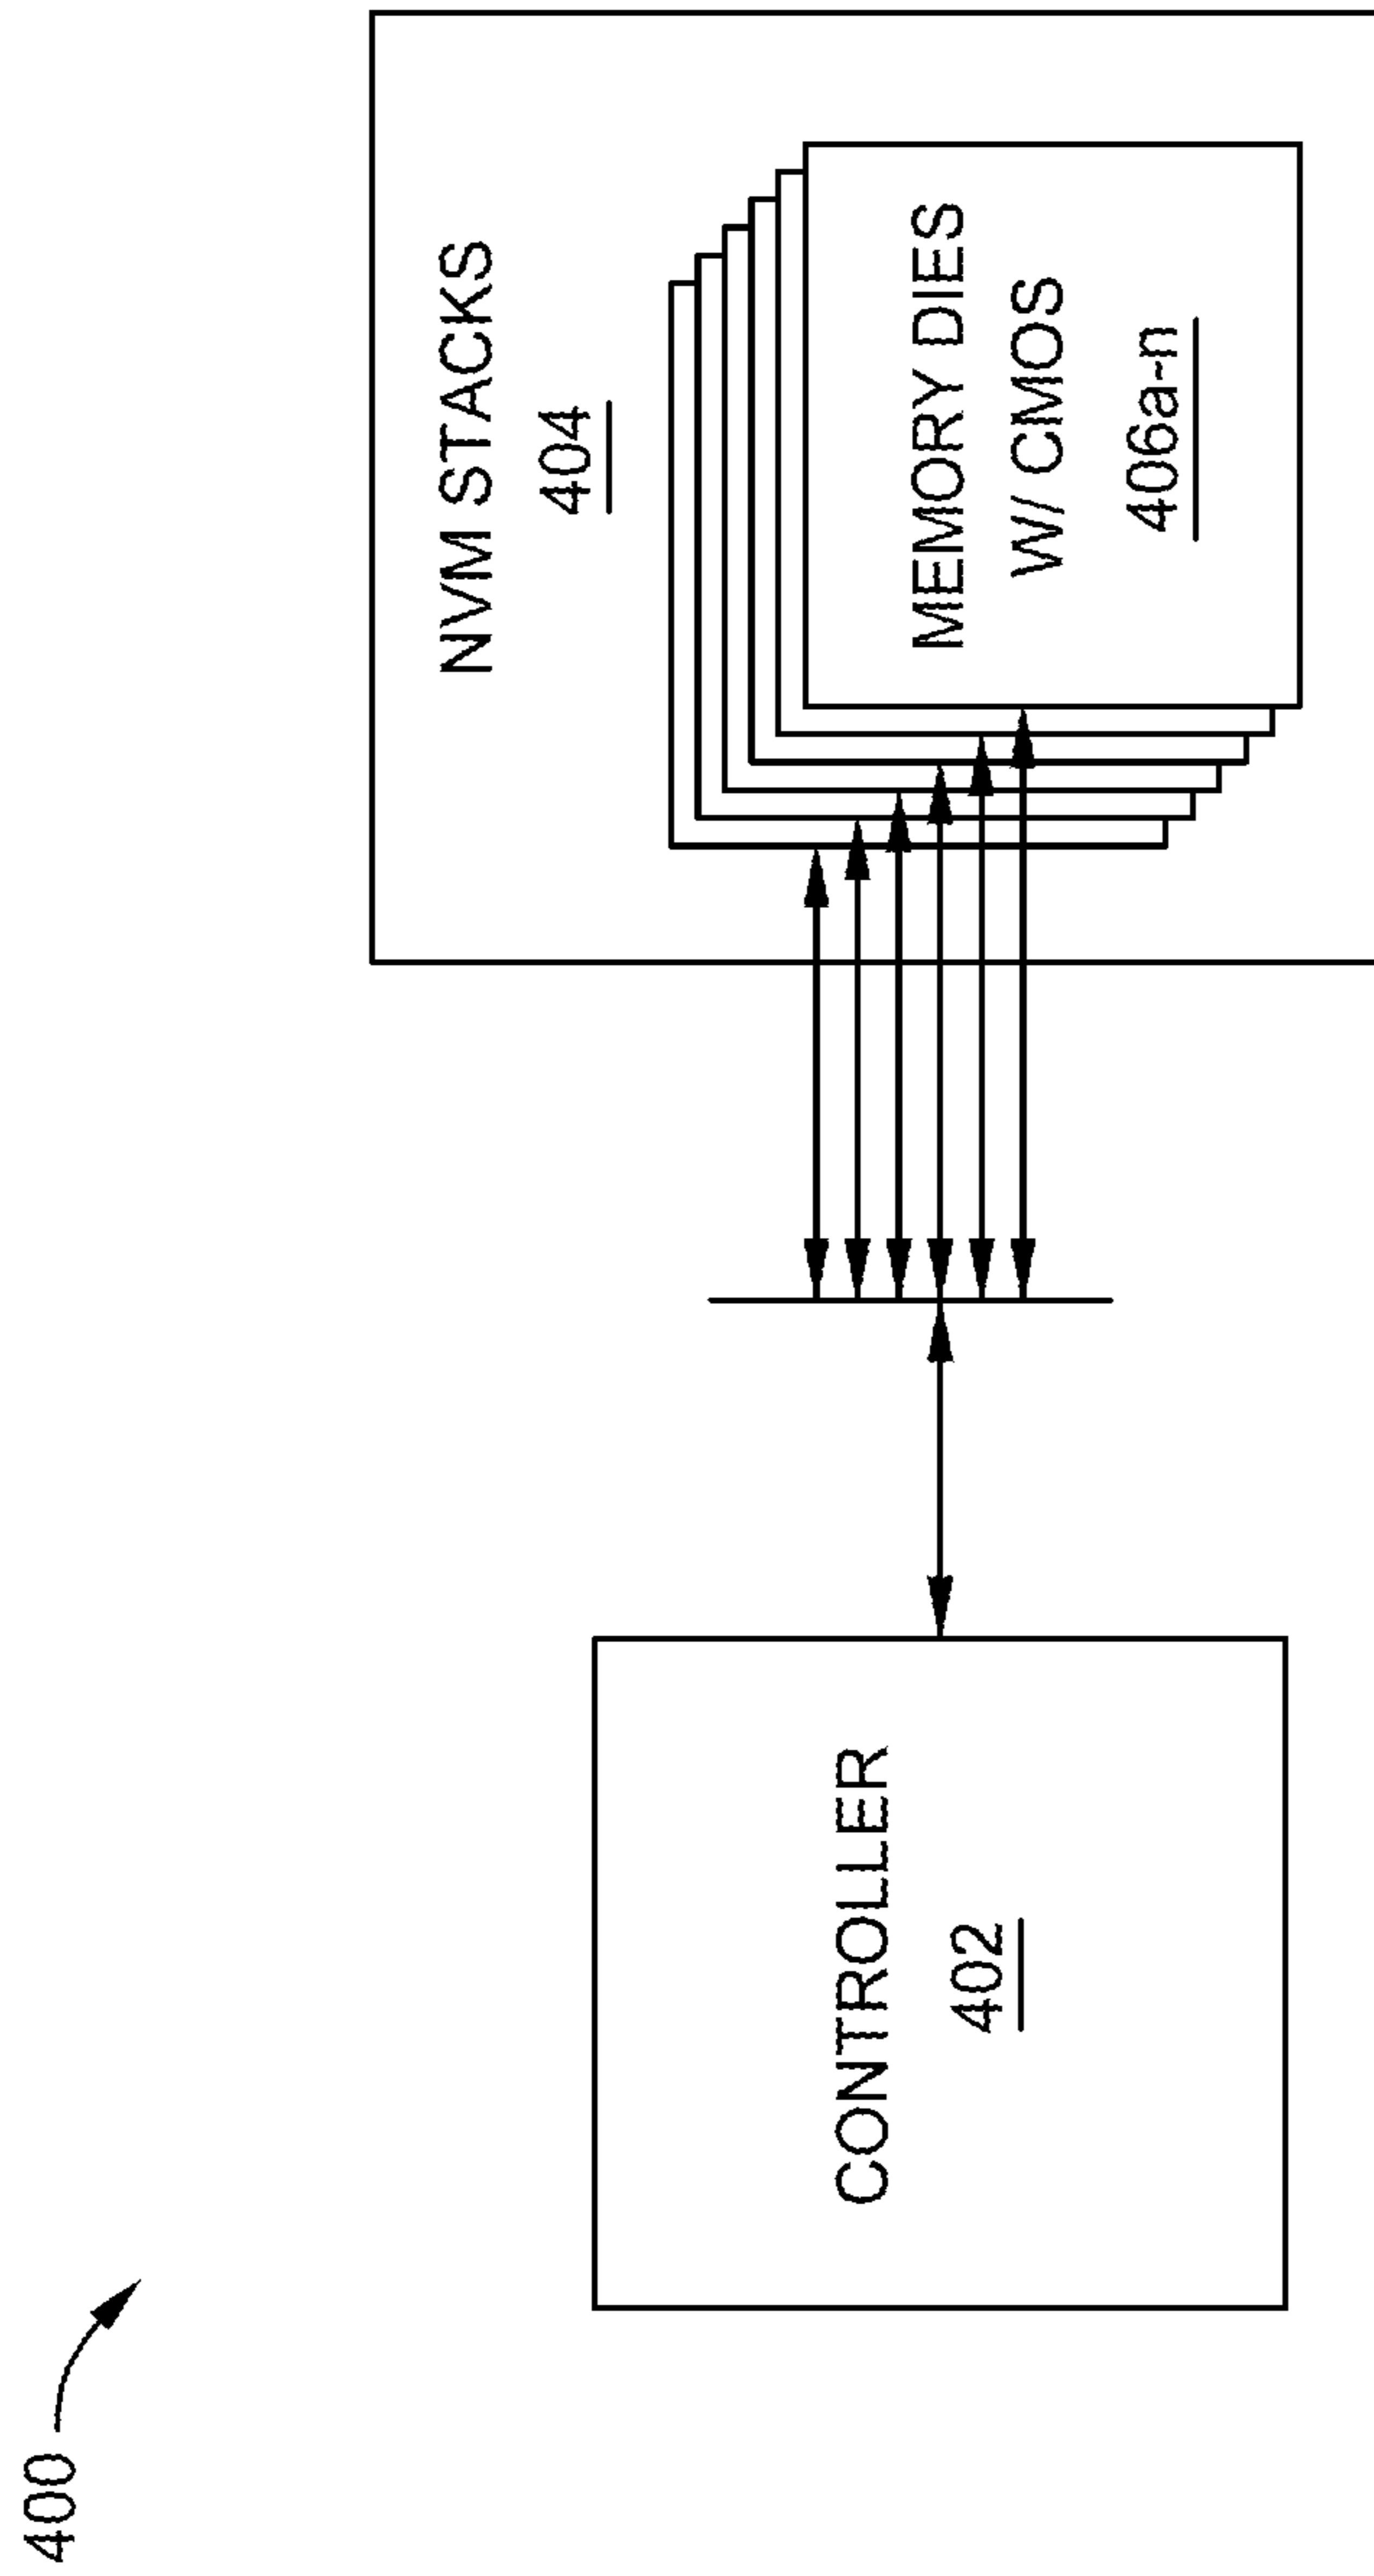 400
CONTROLLER
402
NVM STACKS
404
MEMORY DIES
W/ CMOS
406a-n